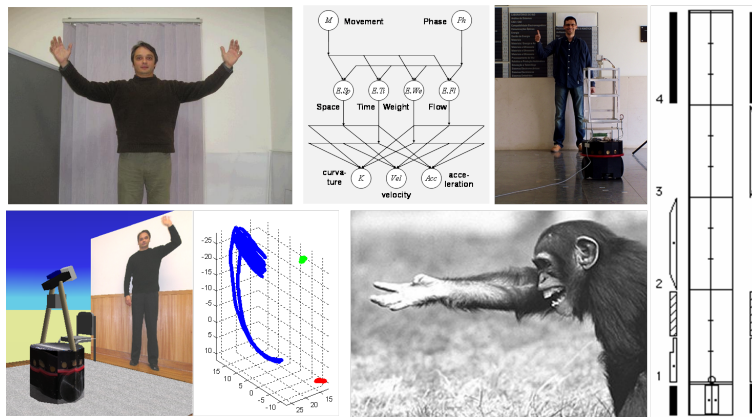 M Movement Phase Ph
E.Sp E.Ti E.We E.Fl
Space Time Weight Flow
curva-
ture
K Vel Acc
acce-
leration
velocity
4
3
2
1
-25
-20
-15
-10
-5
0
5
10
15 10 5 0 -5 -10
25 20 15